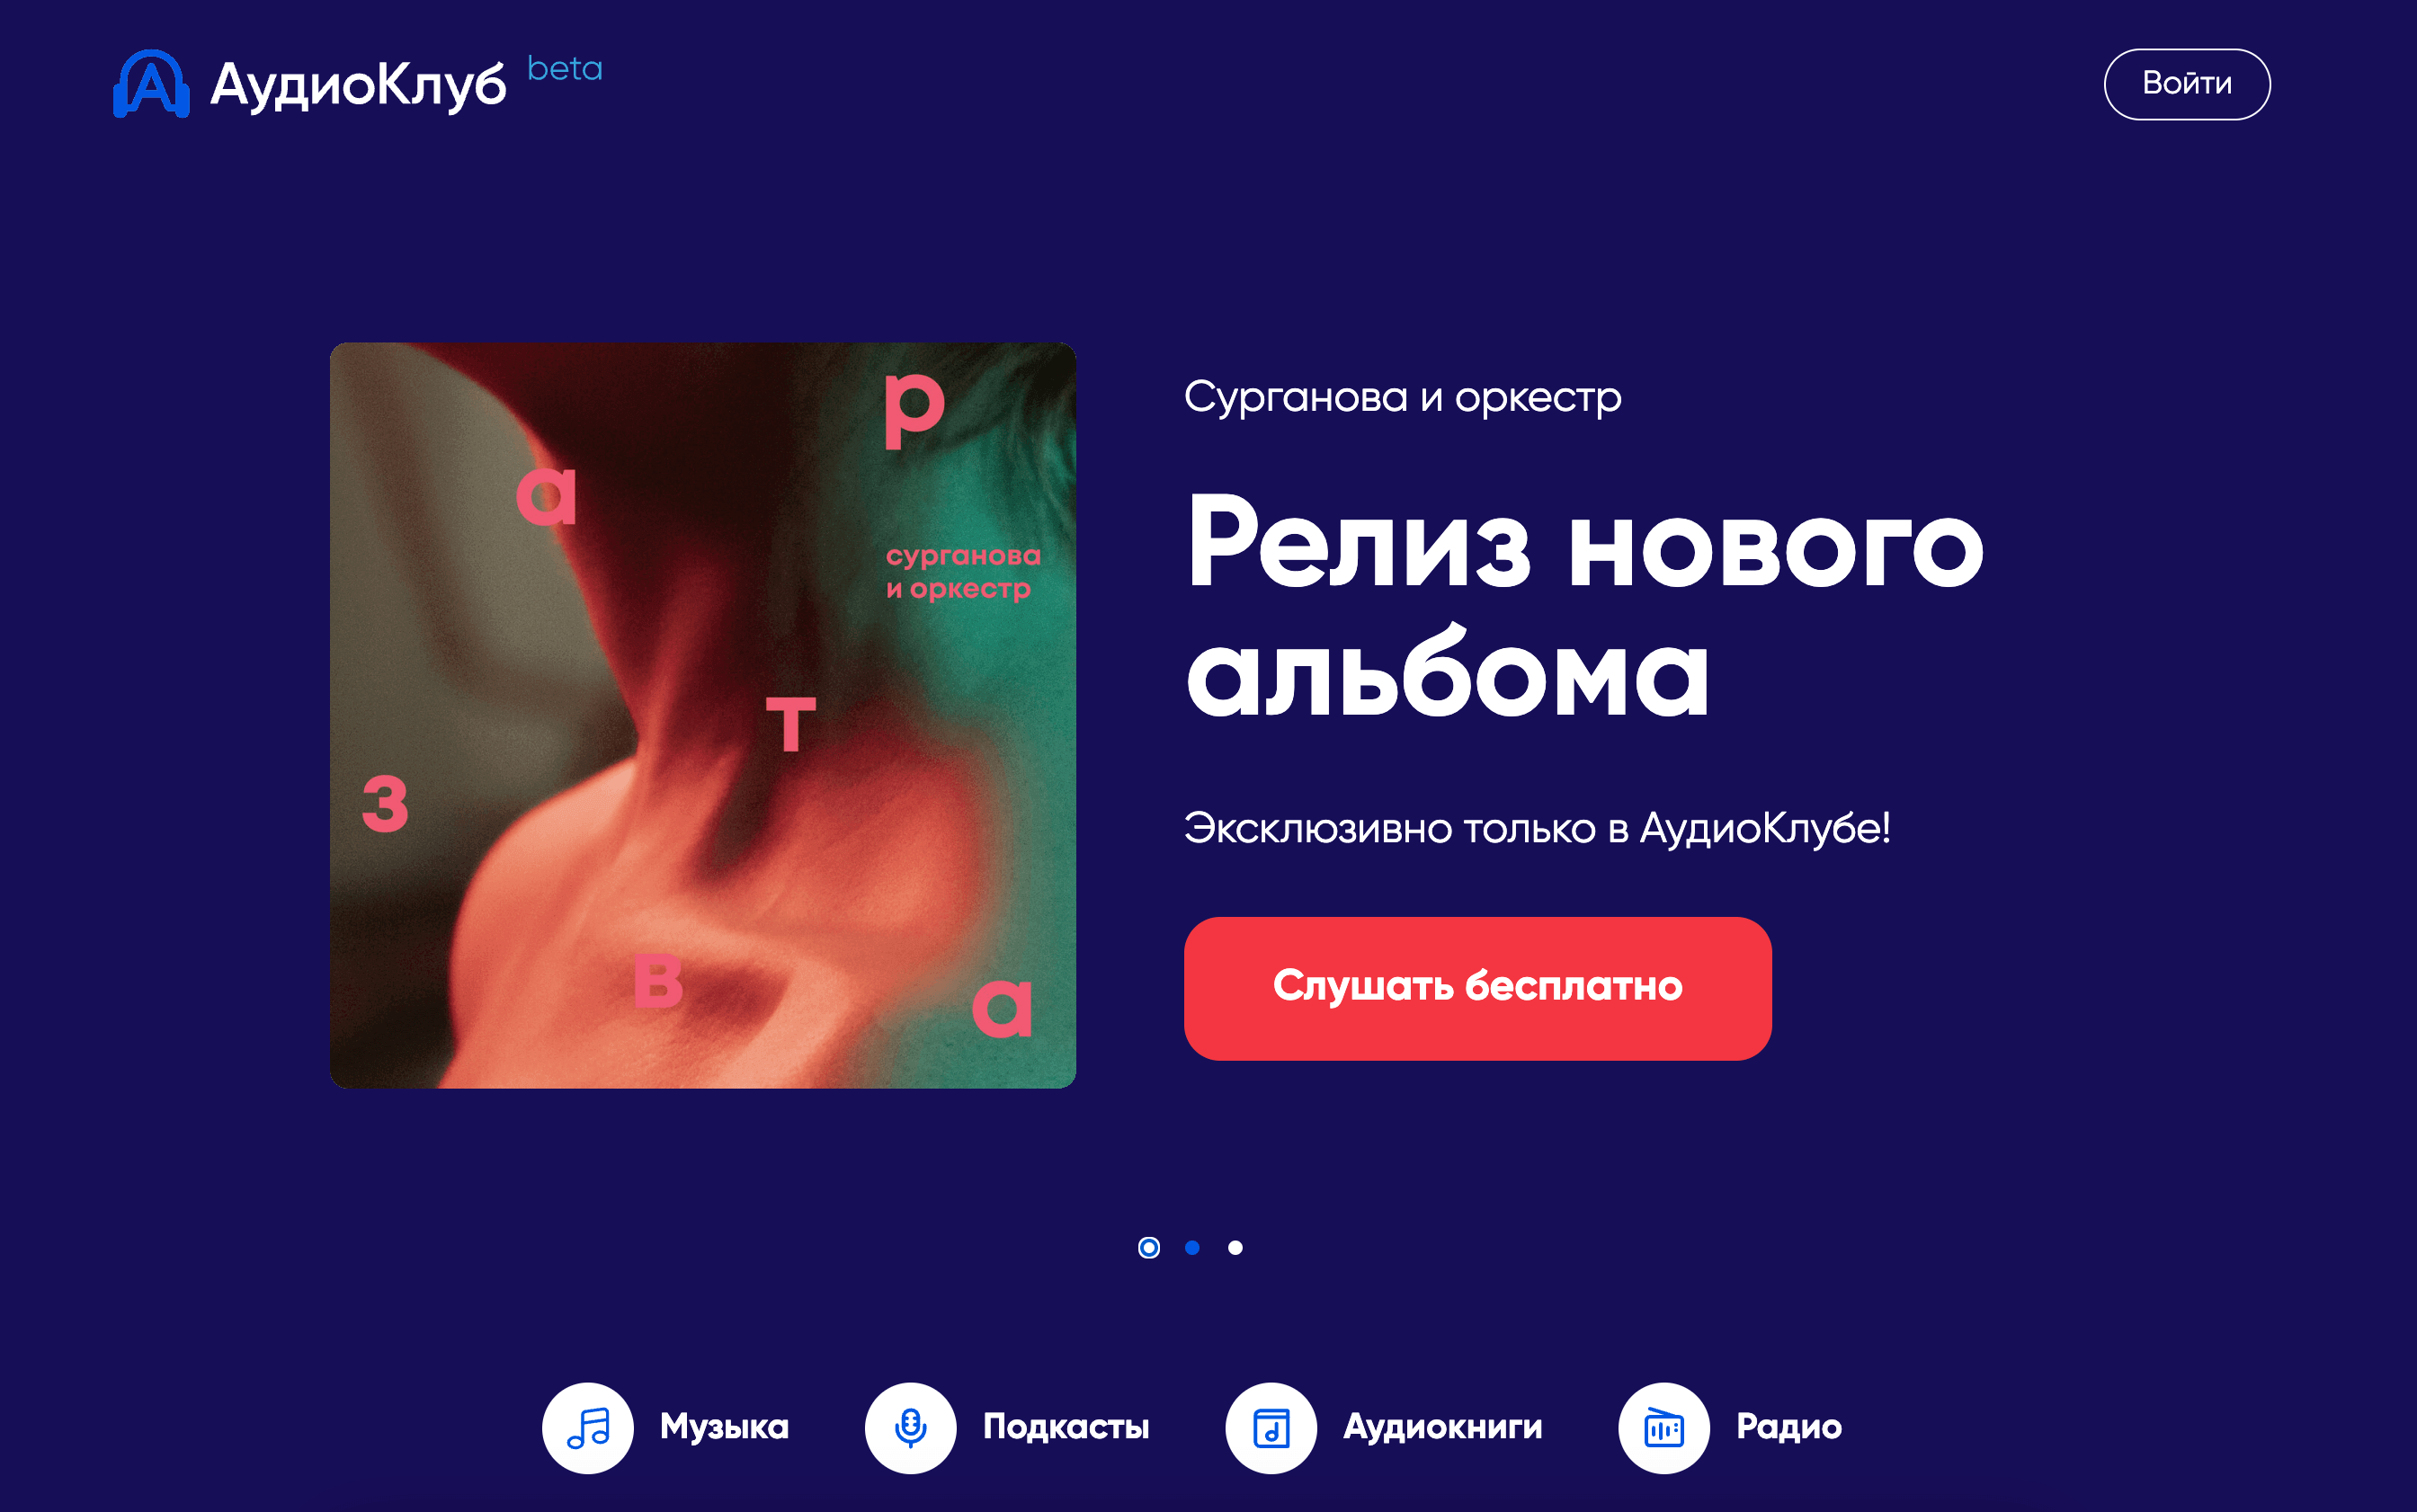 АудиоКлуб beta
Войти
р
а
сурганова
и оркестр
т
з
в
а
Сурганова и оркестр
Релиз нового
альбома
Эксклюзивно только в АудиоКлубе!
Слушать бесплатно
Музыка
Подкасты
Аудиокниги
Радио